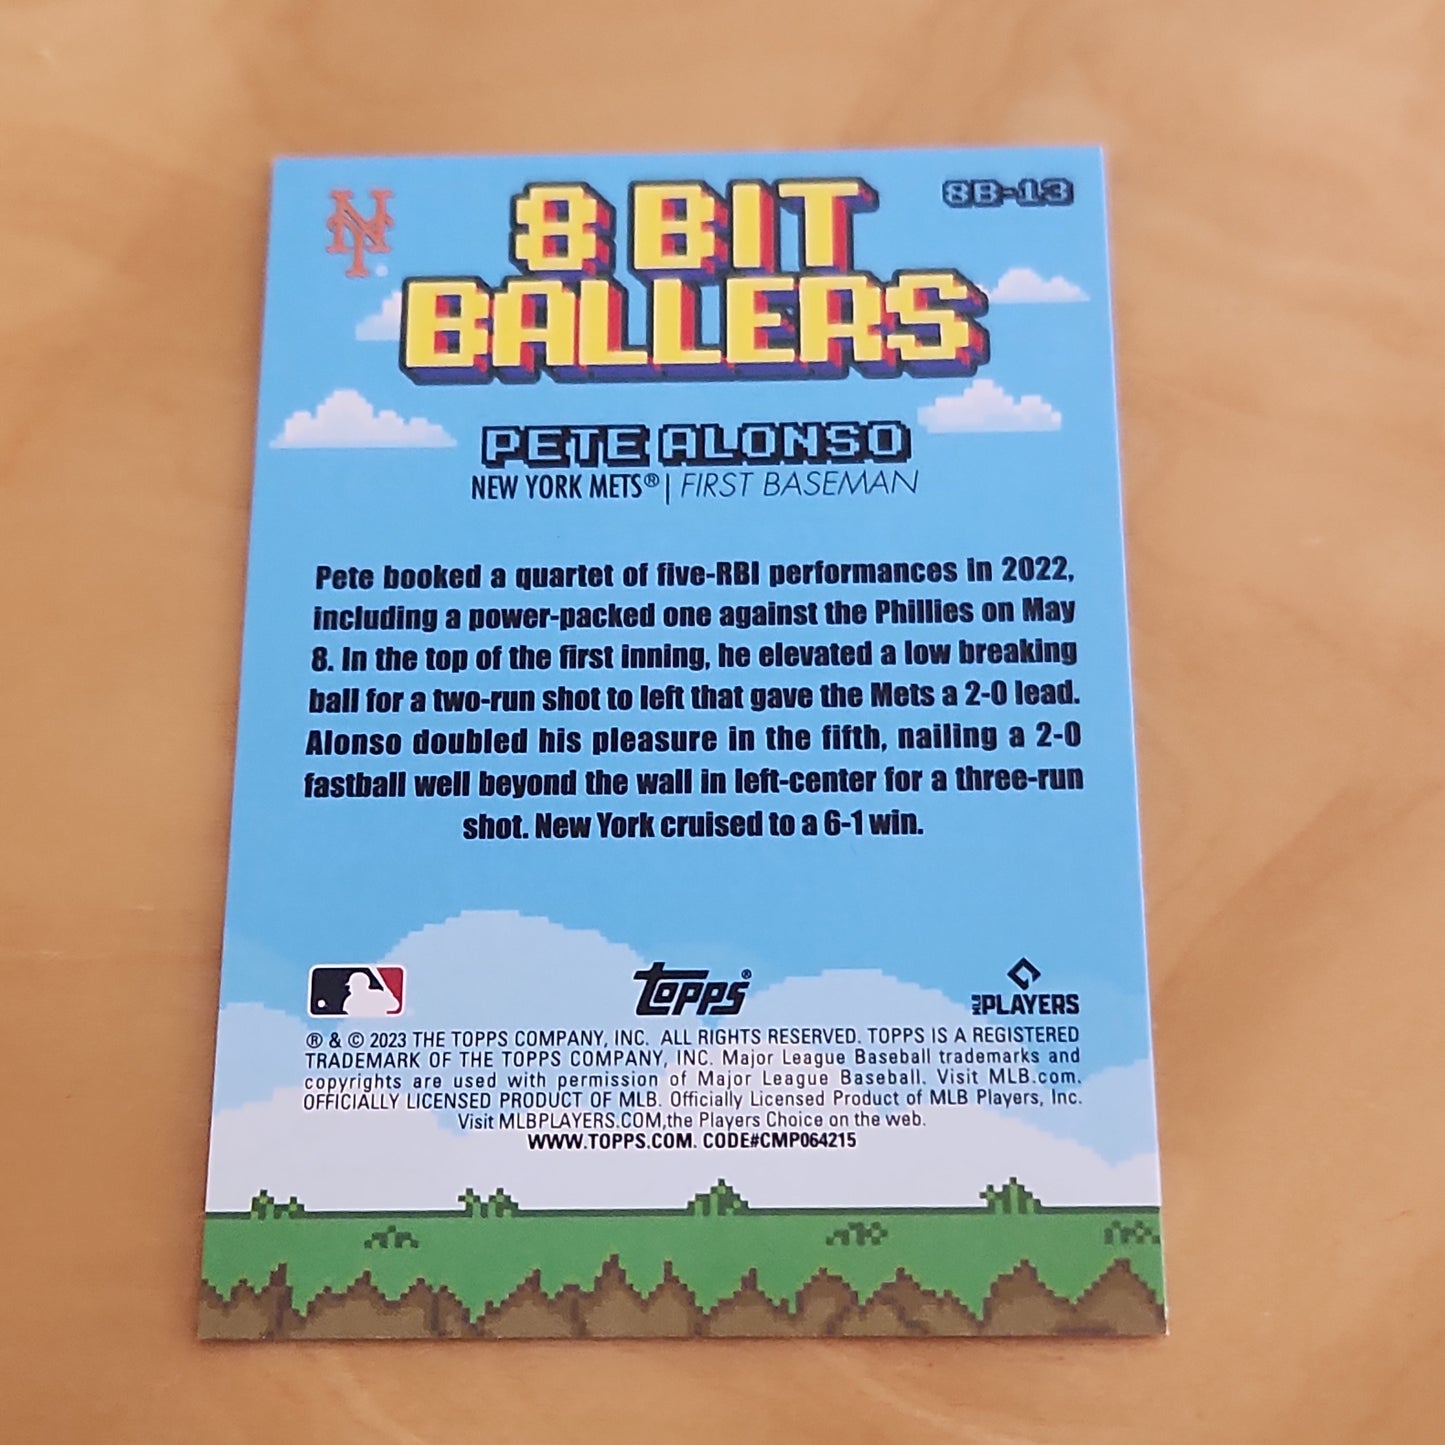 NY
8B-13
8 BIT
BALLERS
PETE ALONSO
NEW YORK METS® | FIRST BASEMAN
Pete booked a quartet of five-RBI performances in 2022,
including a power-packed one against the Phillies on May
8. In the top of the first inning, he elevated a low breaking
ball for a two-run shot to left that gave the Mets a 2-0 lead.
Alonso doubled his pleasure in the fifth, nailing a 2-0
fastball well beyond the wall in left-center for a three-run
shot. New York cruised to a 6-1 win.
Topps®
MLB PLAYERS
® & © 2023 THE TOPPS COMPANY, INC. ALL RIGHTS RESERVED. TOPPS IS A REGISTERED
TRADEMARK OF THE TOPPS COMPANY, INC. Major League Baseball trademarks and
copyrights are used with permission of Major League Baseball. Visit MLB.com.
OFFICIALLY LICENSED PRODUCT OF MLB. Officially Licensed Product of MLB Players, Inc.
Visit MLBPLAYERS.COM,the Players Choice on the web.
WWW.TOPPS.COM. CODE#CMP064215